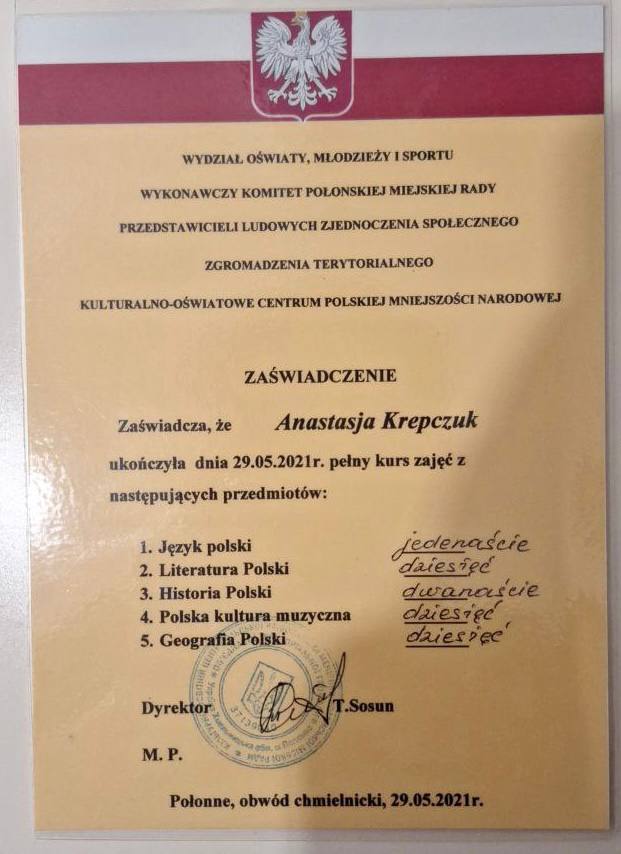 WYDZIAŁ OŚWIATY, MŁODZIEŻY I SPORTU
WYKONAWCZY KOMITET POŁONSKIEJ MIEJSKIEJ RADY
PRZEDSTAWICIELI LUDOWYCH ZJEDNOCZENIA SPOŁECZNEGO
ZGROMADZENIA TERYTORIALNEGO
KULTURALNO-OŚWIATOWE CENTRUM POLSKIEJ MNIEJSZOŚCI NARODOWEJ
ZAŚWIADCZENIE
Zaświadcza, że Anastasja Krepczuk
ukończyła dnia 29.05.2021r. pełny kurs zajęć z
następujących przedmiotów:
1. Język polski jedenaście
2. Literatura Polski dziesięć
3. Historia Polski dwanaście
4. Polska kultura muzyczna dziesięć
5. Geografia Polski dziesięć
Dyrektor T.Sosun
M. P.
Połonne, obwód chmielnicki, 29.05.2021r.